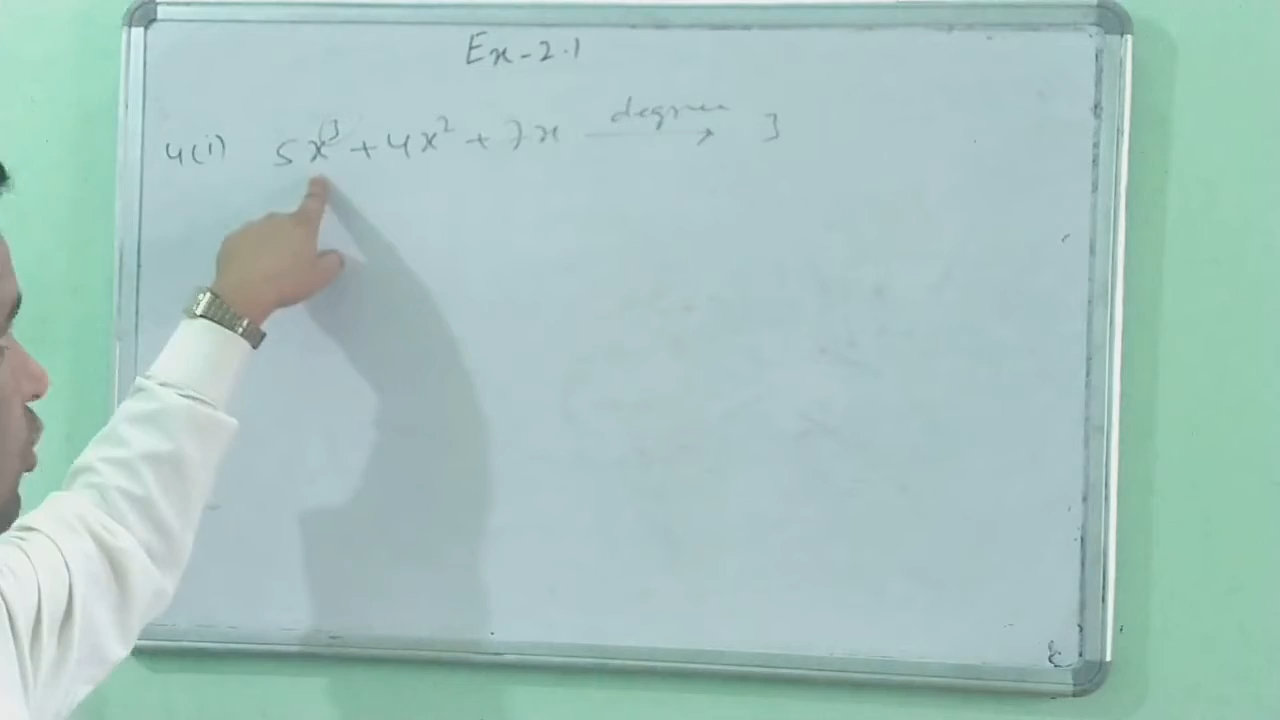 Ex-2.1
4(i) 5x³ + 4x² + 7x degree → 3